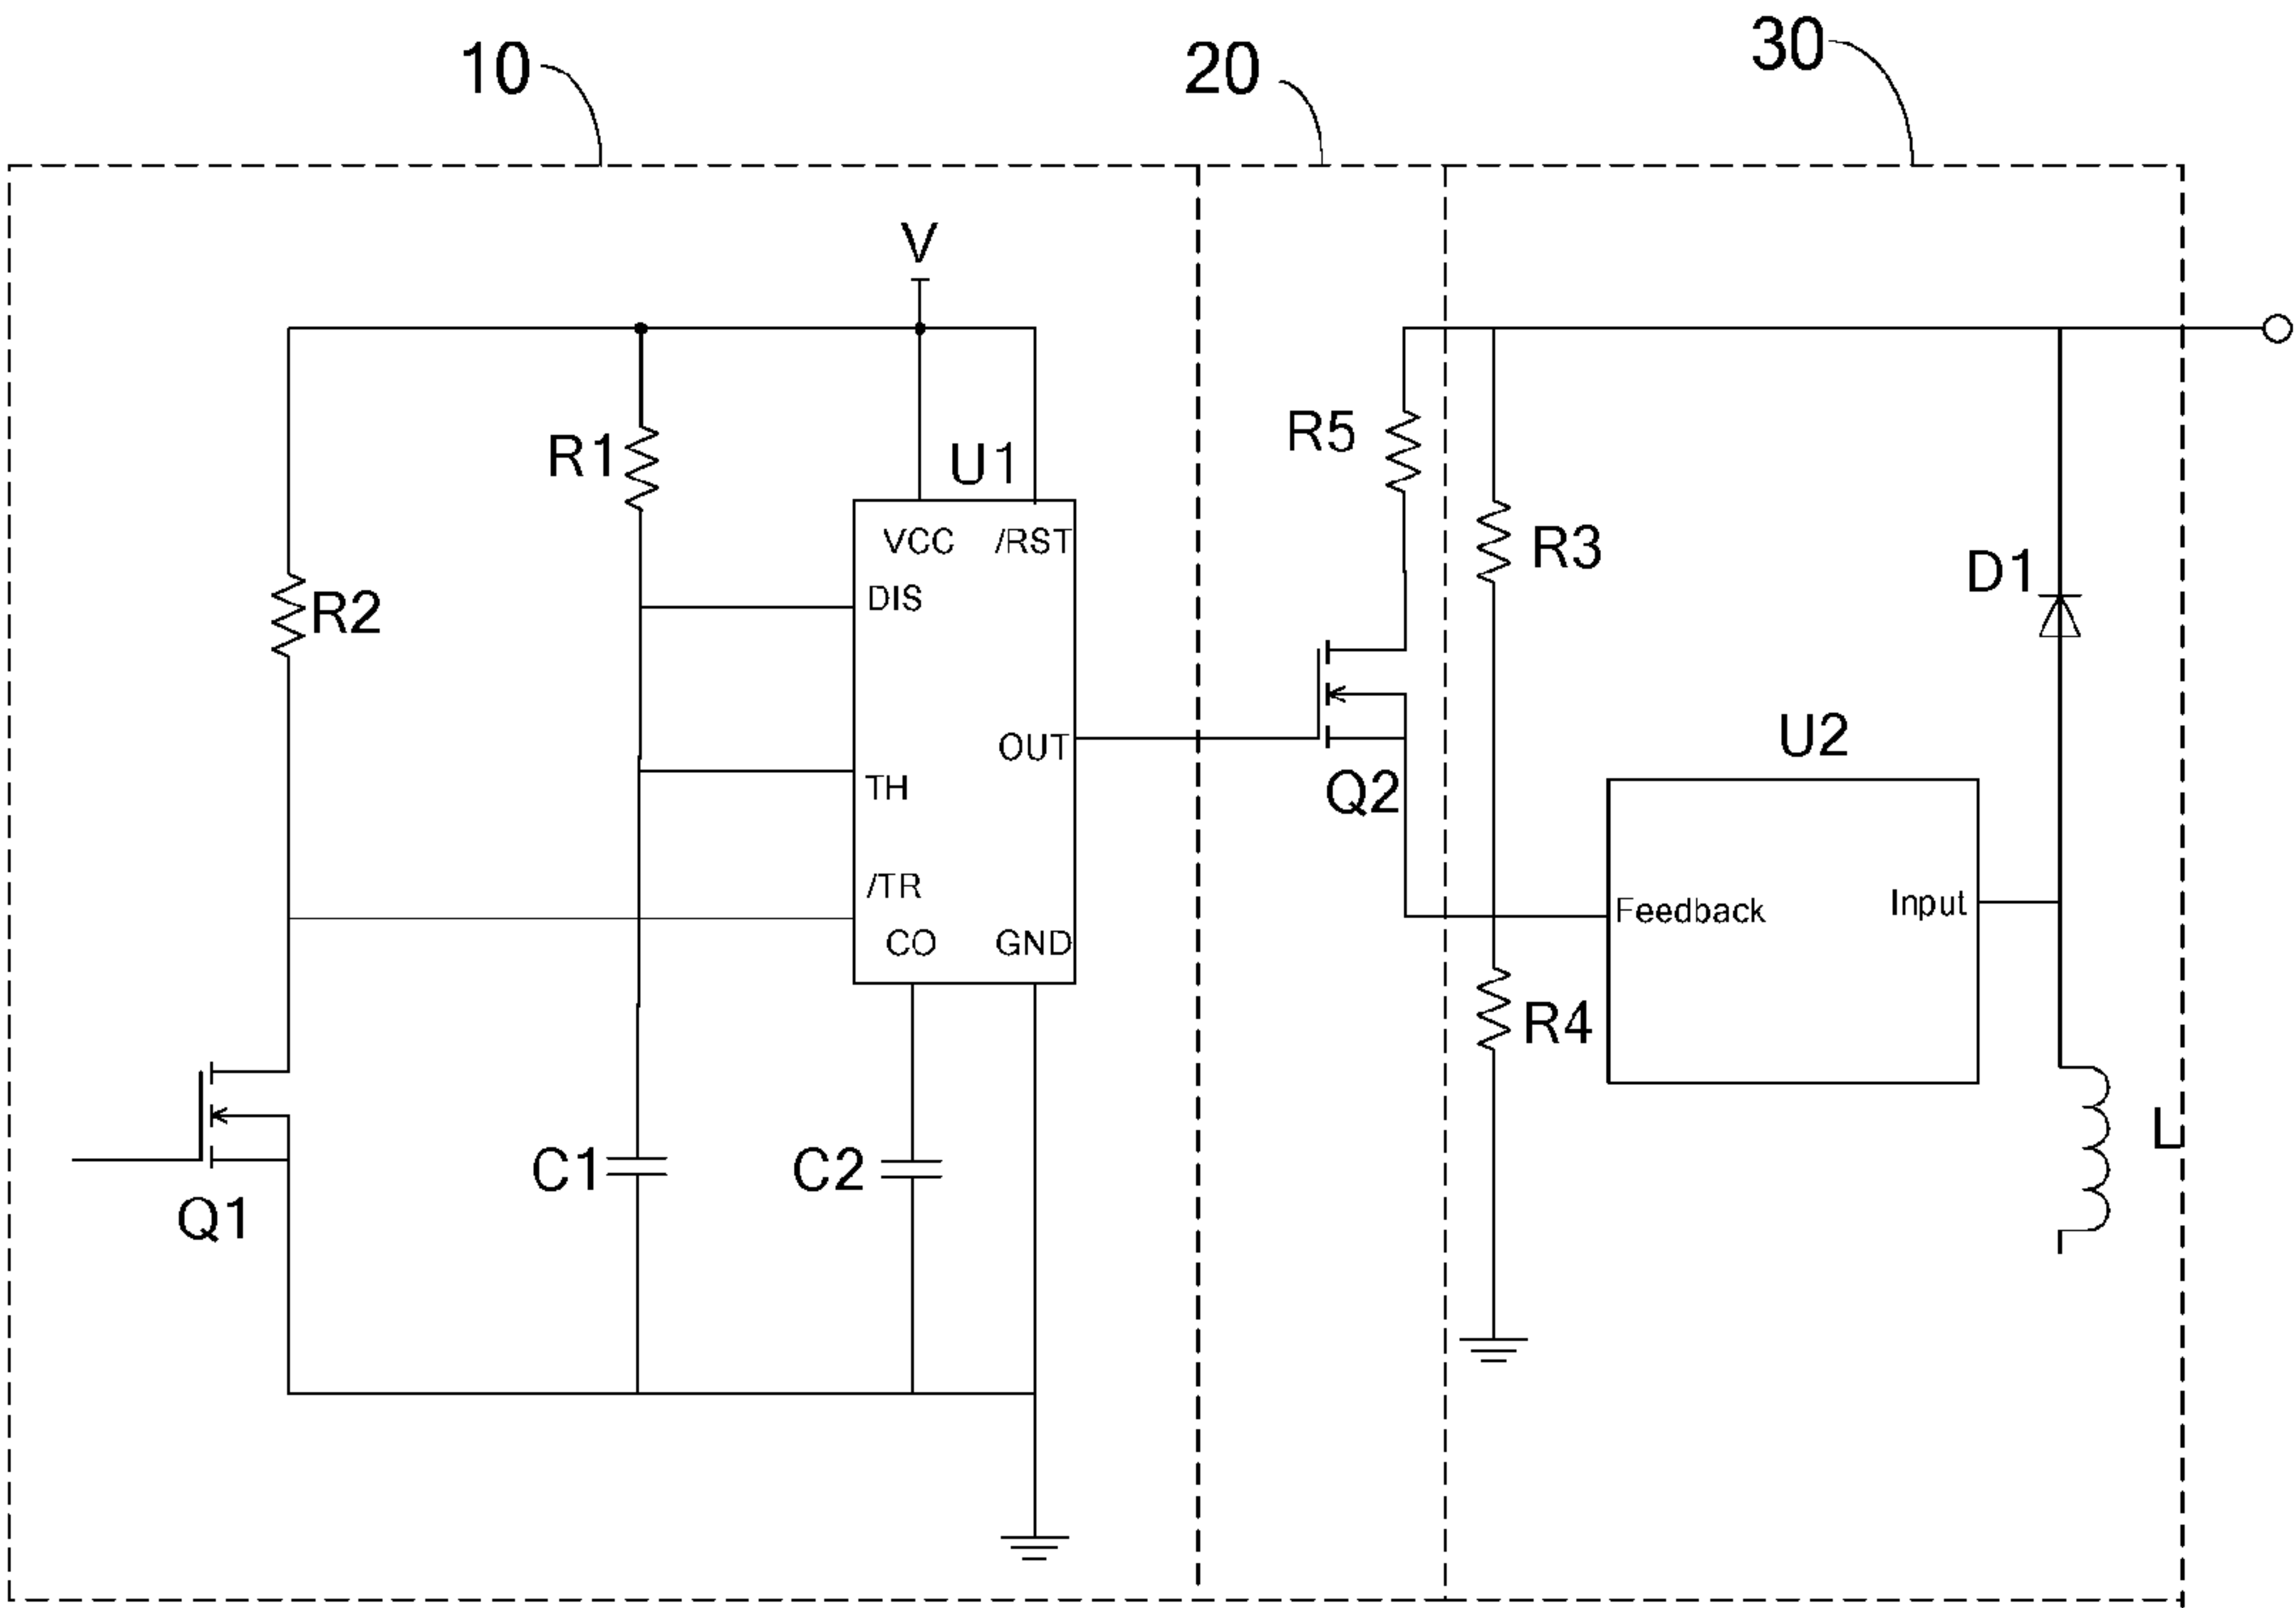 10
20
30
V
R1
U1
R5
VCC
/RST
R3
DIS
D1
R2
OUT
U2
TH
Q2
/TR
Feedback
Input
CO
GND
R4
L
C1
C2
Q1